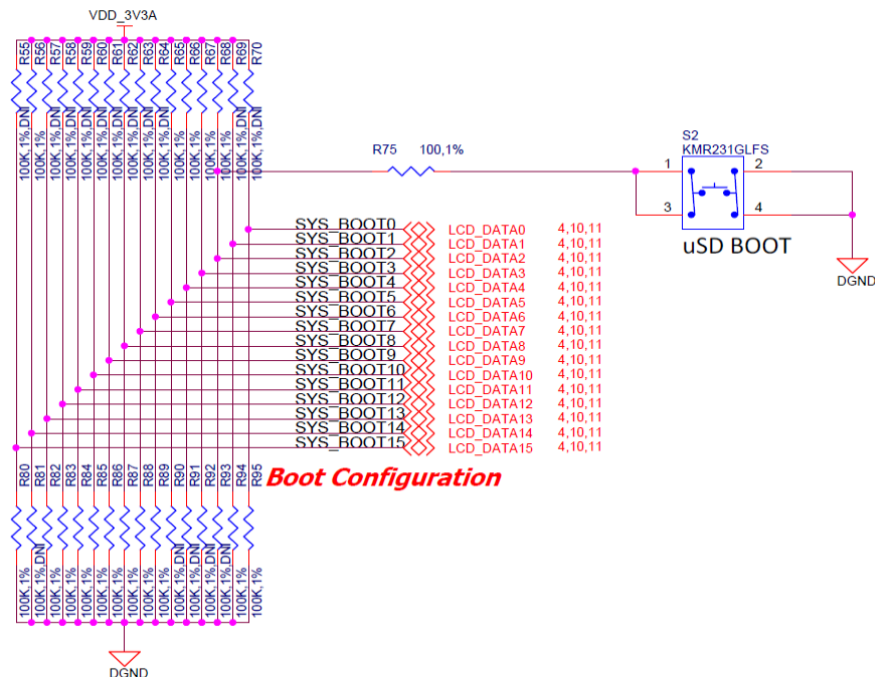 VDD_3V3A
R55
R56
R57
R58
R59
R60
R61
R62
R63
R64
R65
R66
R67
R68
R69
R70
100K,1%,DNI
100K,1%
100K,1%,DNI
100K,1%,DNI
100K,1%,DNI
100K,1%,DNI
100K,1%,DNI
100K,1%,DNI
100K,1%,DNI
100K,1%,DNI
100K,1%
100K,1%
100K,1%
100K,1%
100K,1%,DNI
100K,1%,DNI
R75 100,1%
S2
KMR231GLFS
1 2
3 4
uSD BOOT
DGND
SYS_BOOT0 LCD_DATA0 4,10,11
SYS_BOOT1 LCD_DATA1 4,10,11
SYS_BOOT2 LCD_DATA2 4,10,11
SYS_BOOT3 LCD_DATA3 4,10,11
SYS_BOOT4 LCD_DATA4 4,10,11
SYS_BOOT5 LCD_DATA5 4,10,11
SYS_BOOT6 LCD_DATA6 4,10,11
SYS_BOOT7 LCD_DATA7 4,10,11
SYS_BOOT8 LCD_DATA8 4,10,11
SYS_BOOT9 LCD_DATA9 4,10,11
SYS_BOOT10 LCD_DATA10 4,10,11
SYS_BOOT11 LCD_DATA11 4,10,11
SYS_BOOT12 LCD_DATA12 4,10,11
SYS_BOOT13 LCD_DATA13 4,10,11
SYS_BOOT14 LCD_DATA14 4,10,11
SYS_BOOT15 LCD_DATA15 4,10,11
Boot Configuration
R80
R81
R82
R83
R84
R85
R86
R87
R88
R89
R90
R91
R92
R93
R94
R95
100K,1%
100K,1%,DNI
100K,1%
100K,1%
100K,1%
100K,1%
100K,1%
100K,1%
100K,1%
100K,1%
100K,1%,DNI
100K,1%,DNI
100K,1%,DNI
100K,1%,DNI
100K,1%
100K,1%
DGND